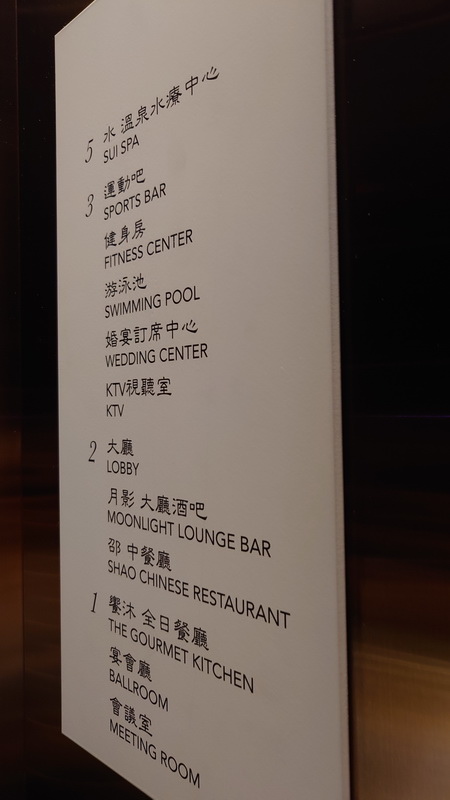 5 水 溫泉水療中心
SUI SPA
3 運動吧
SPORTS BAR
健身房
FITNESS CENTER
游泳池
SWIMMING POOL
婚宴訂席中心
WEDDING CENTER
KTV視聽室
KTV
2 大廳
LOBBY
月影 大廳酒吧
MOONLIGHT LOUNGE BAR
邵 中餐廳
SHAO CHINESE RESTAURANT
1 饗沐 全日餐廳
THE GOURMET KITCHEN
宴會廳
BALLROOM
會議室
MEETING ROOM